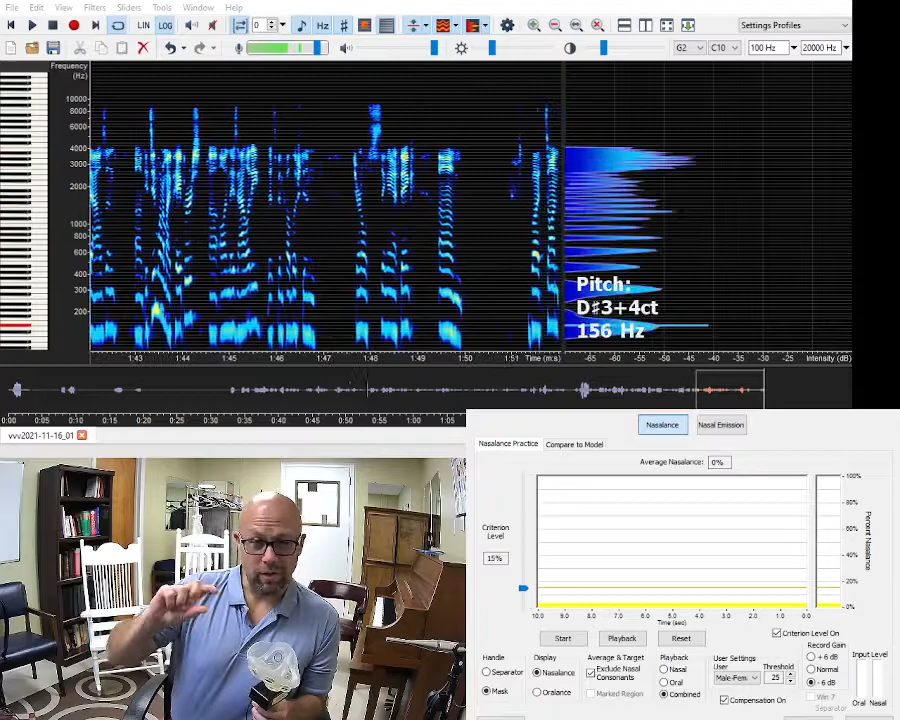 File Edit View Filters Sliders Tools Window Help
LIN LOG 0 Hz Settings Profiles
G2 C10 100 Hz 20000 Hz
Frequency
(Hz)
10000
8000
6000
4000
3000
2000
1000
800
600
400
300
200
Pitch:
D♯3+4ct
156 Hz
1:43 1:44 1:45 1:46 1:47 1:48 1:49 1:50 1:51 Time (m:s) -65 -60 -55 -50 -45 -40 -35 -30 -25 Intensity (dB)
0:00 0:05 0:10 0:15 0:20 0:25 0:30 0:35 0:40 0:45 0:50 0:55 1:00 1:05
vvv2021-11-16_01
Nasalance Nasal Emission
Nasalance Practice Compare to Model
Average Nasalance: 0%
100%
80%
60%
40%
20%
0%
Percent Nasalance
Criterion
Level
15%
10.0 9.0 8.0 7.0 6.0 5.0 4.0 3.0 2.0 1.0 0.0
Time (sec)
Start Playback Reset
Criterion Level On
Handle
Separator
Mask
Display
Nasalance
Oralance
Average & Target
Exclude Nasal
Consonants
Marked Region
Playback
Nasal
Oral
Combined
User Settings
Male-Fem
Threshold
25
Compensation On
Record Gain
+ 6 dB
Normal
- 6 dB
Win 7
Separator
Input Level
Oral Nasal